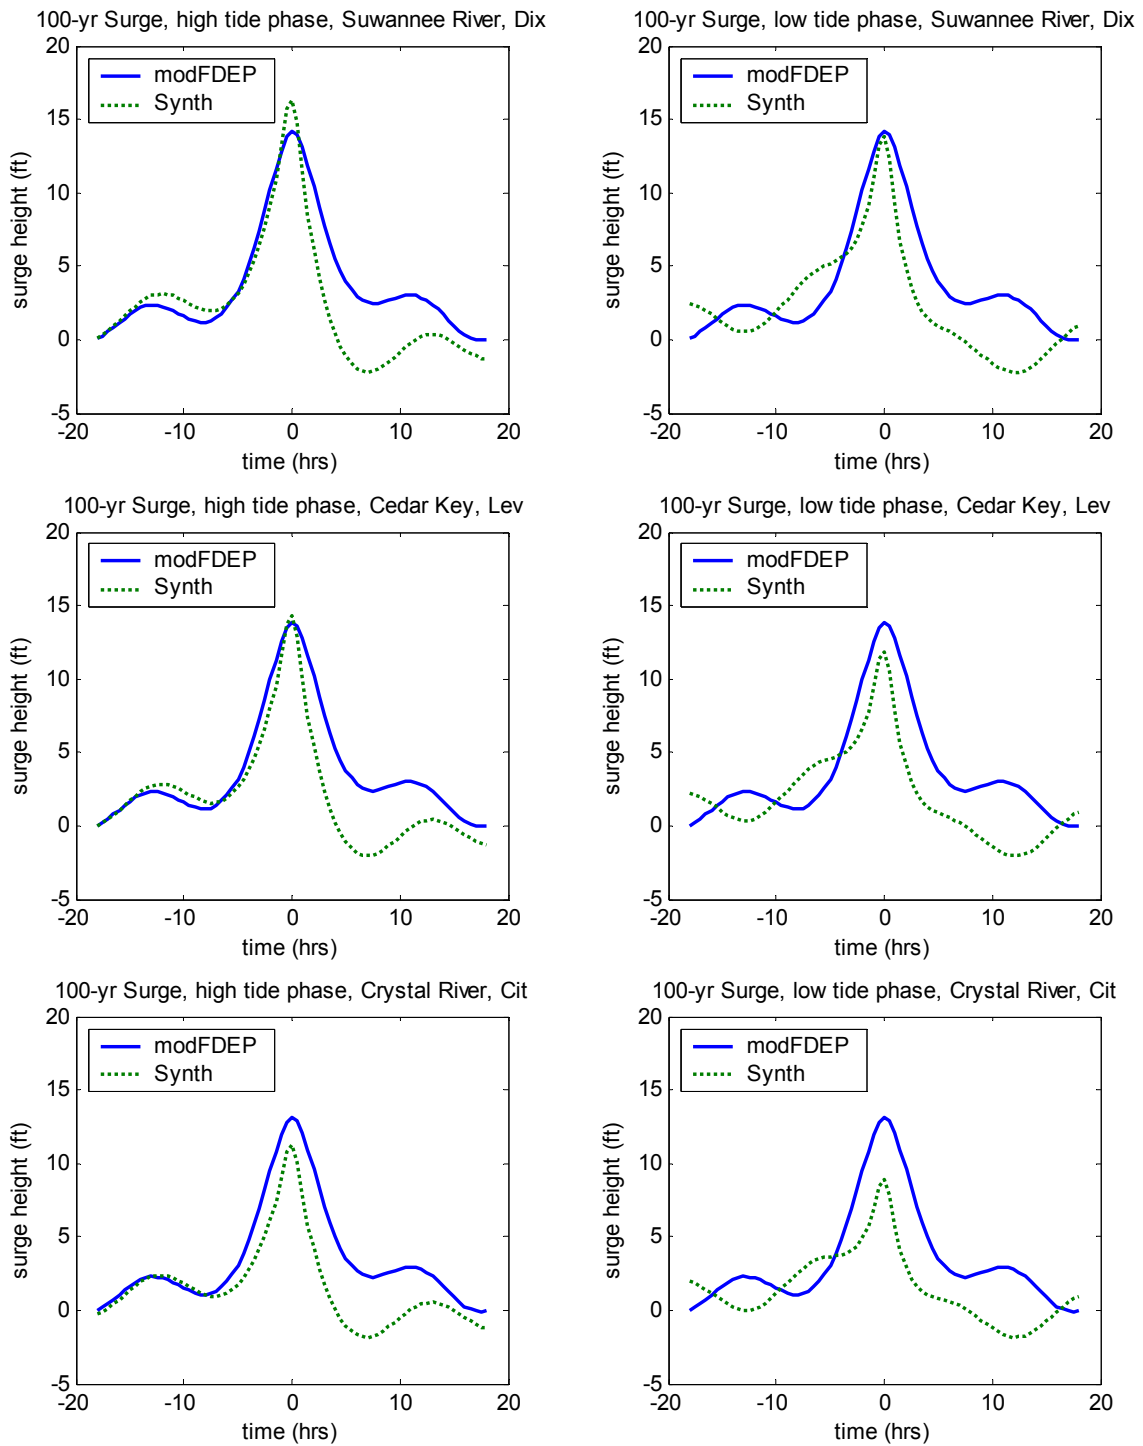 100-yr Surge, high tide phase, Suwannee River, Dix
20
15
10
5
0
-5
surge height (ft)
modFDEP
Synth
-20 -10 0 10 20
time (hrs)
100-yr Surge, low tide phase, Suwannee River, Dix
20
15
10
5
0
-5
surge height (ft)
modFDEP
Synth
-20 -10 0 10 20
time (hrs)
100-yr Surge, high tide phase, Cedar Key, Lev
20
15
10
5
0
-5
surge height (ft)
modFDEP
Synth
-20 -10 0 10 20
time (hrs)
100-yr Surge, low tide phase, Cedar Key, Lev
20
15
10
5
0
-5
surge height (ft)
modFDEP
Synth
-20 -10 0 10 20
time (hrs)
100-yr Surge, high tide phase, Crystal River, Cit
20
15
10
5
0
-5
surge height (ft)
modFDEP
Synth
-20 -10 0 10 20
time (hrs)
100-yr Surge, low tide phase, Crystal River, Cit
20
15
10
5
0
-5
surge height (ft)
modFDEP
Synth
-20 -10 0 10 20
time (hrs)